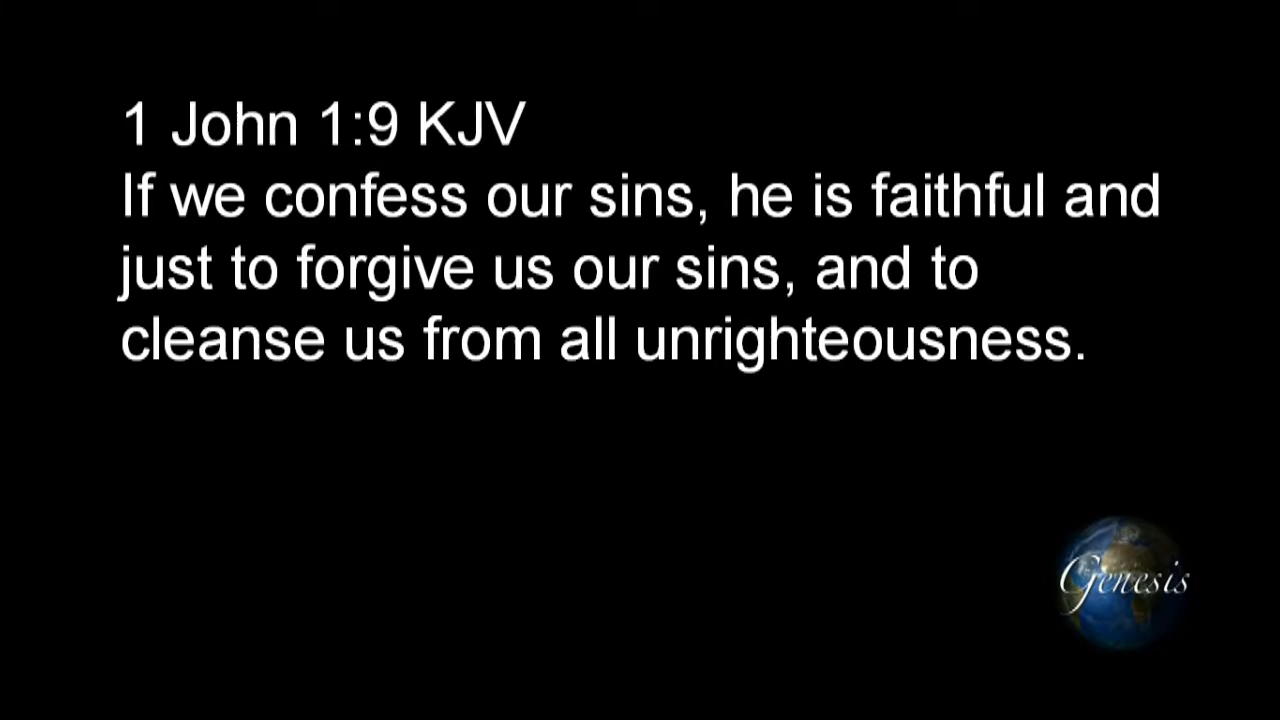 1 John 1:9 KJV
If we confess our sins, he is faithful and
just to forgive us our sins, and to
cleanse us from all unrighteousness.
Genesis